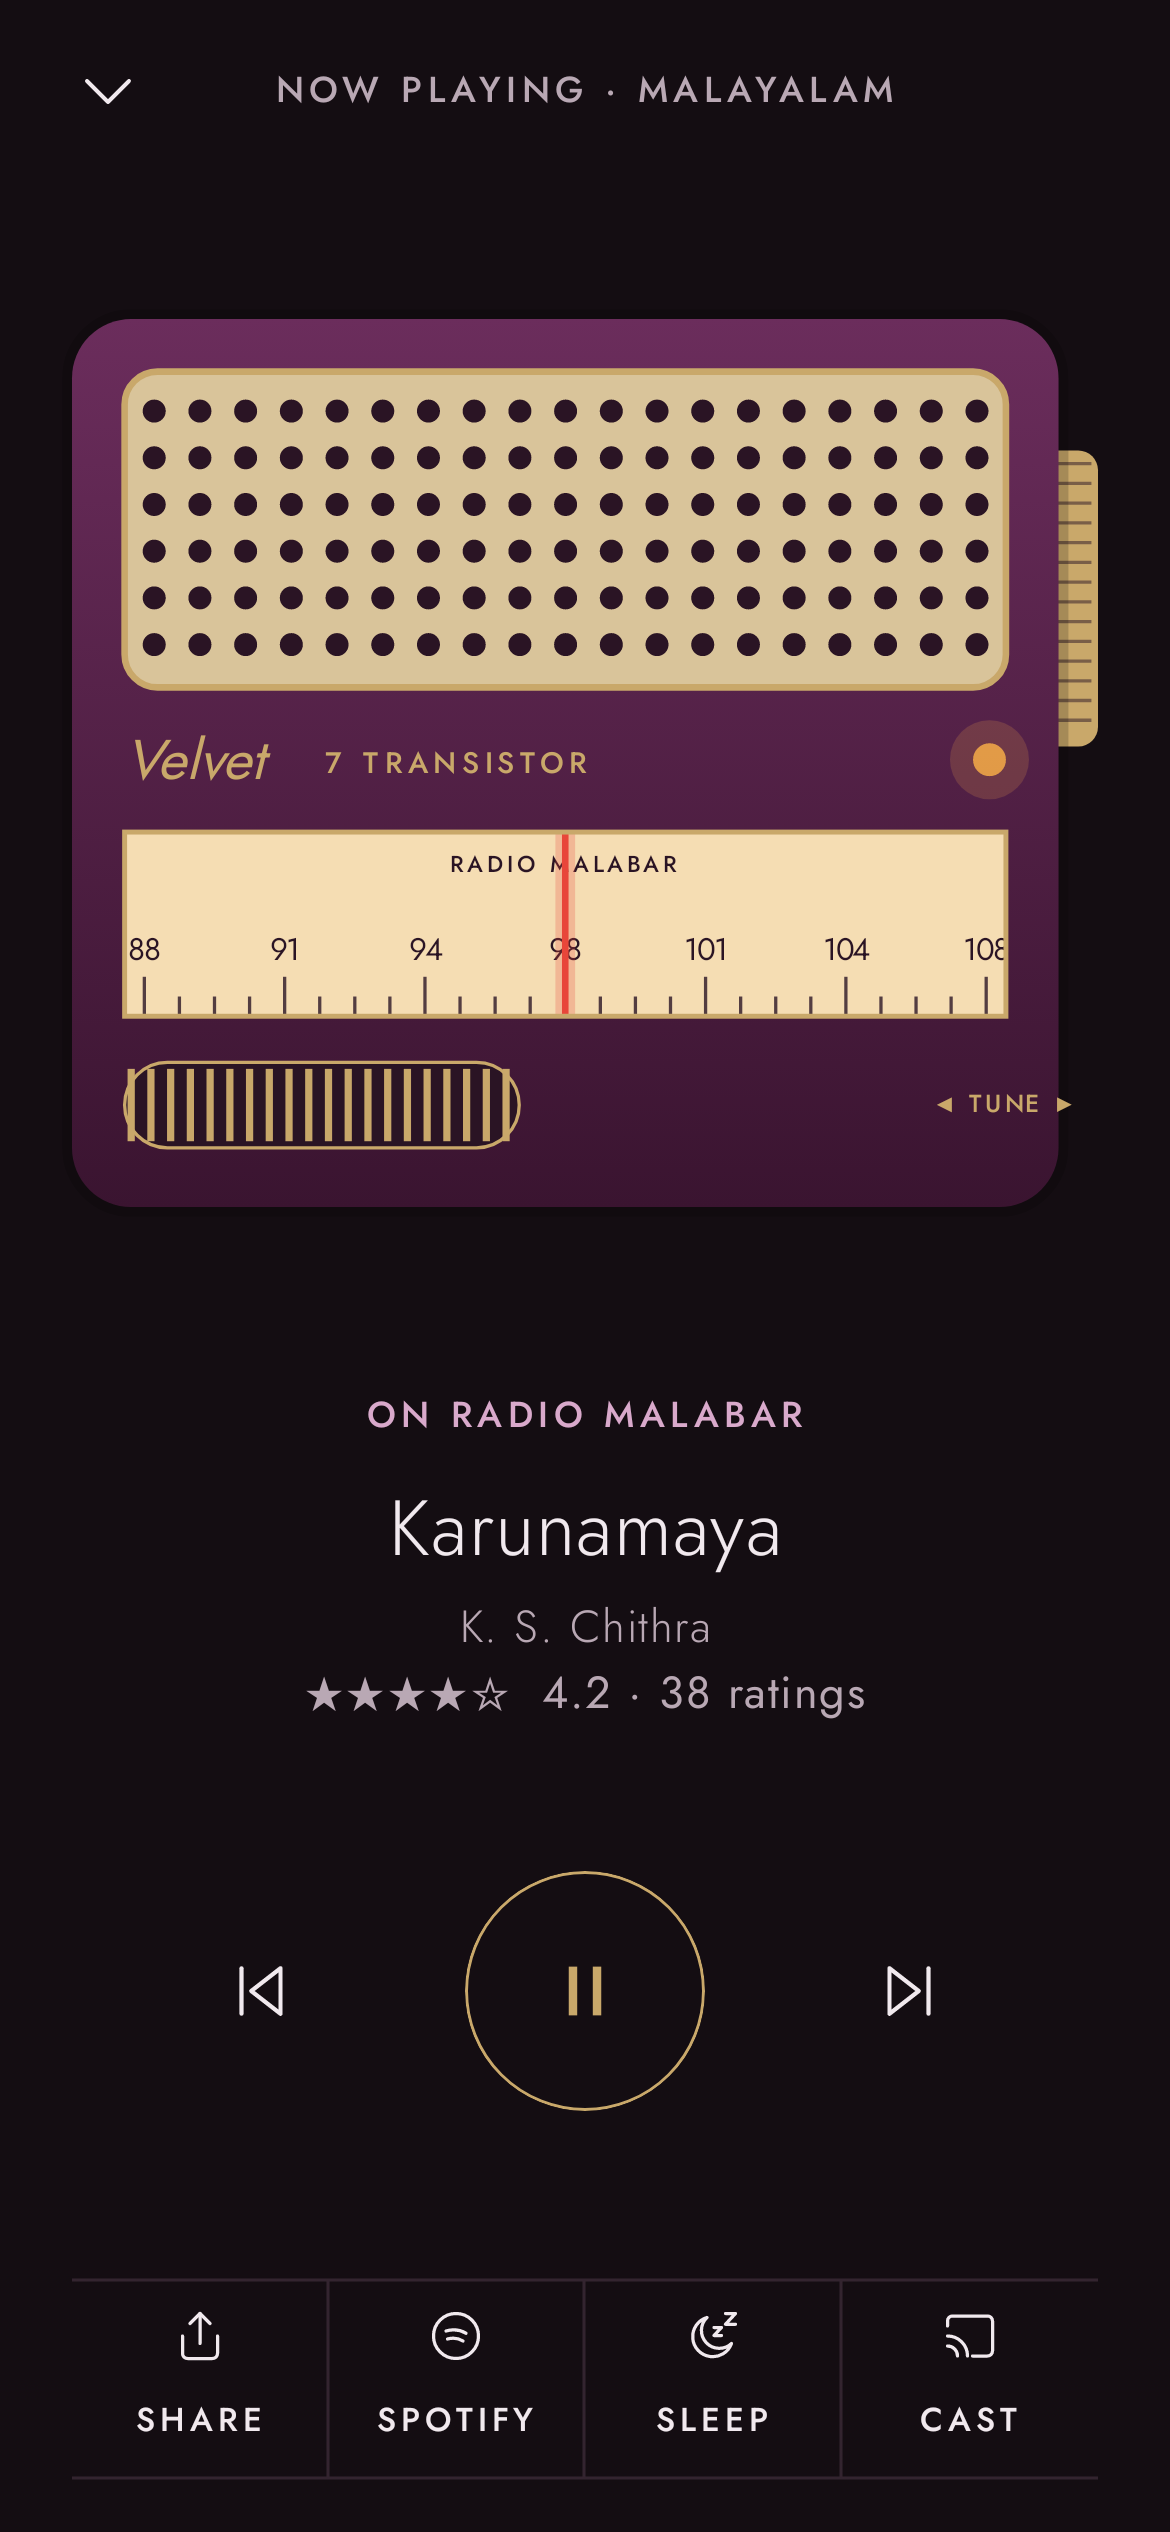 NOW PLAYING · MALAYALAM
Velvet 7 TRANSISTOR
RADIO MALABAR
88 91 94 98 101 104 108
◄ TUNE ►
ON RADIO MALABAR
Karunamaya
K. S. Chithra
★★★★☆ 4.2 · 38 ratings
SHARE SPOTIFY SLEEP CAST